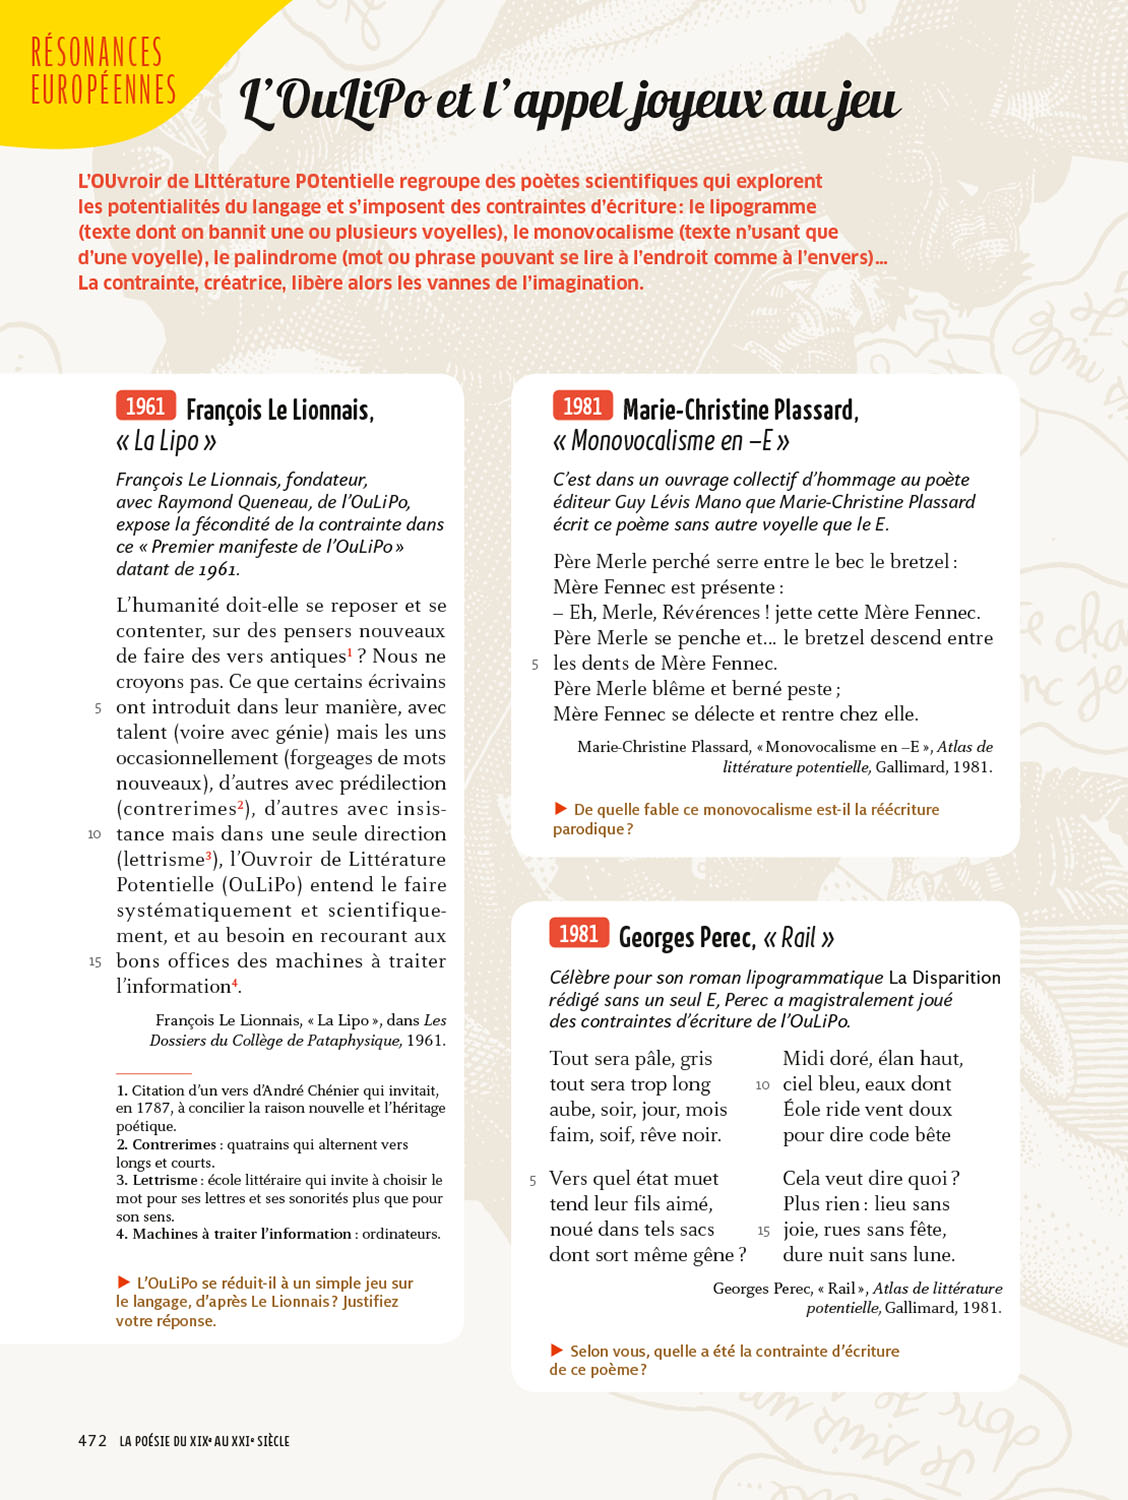 RÉSONANCES
EUROPÉENNES
L'OuLiPo et l'appel joyeux au jeu
L'OUvroir de LIttérature POtentielle regroupe des poètes scientifiques qui explorent
les potentialités du langage et s'imposent des contraintes d'écriture : le lipogramme
(texte dont on bannit une ou plusieurs voyelles), le monovocalisme (texte n'usant que
d'une voyelle), le palindrome (mot ou phrase pouvant se lire à l'endroit comme à l'envers)…
La contrainte, créatrice, libère alors les vannes de l'imagination.
1961 François Le Lionnais,
« La Lipo »
François Le Lionnais, fondateur,
avec Raymond Queneau, de l'OuLiPo,
expose la fécondité de la contrainte dans
ce « Premier manifeste de l'OuLiPo »
datant de 1961.
L'humanité doit-elle se reposer et se
contenter, sur des pensers nouveaux
de faire des vers antiques1 ? Nous ne
croyons pas. Ce que certains écrivains
5 ont introduit dans leur manière, avec
talent (voire avec génie) mais les uns
occasionnellement (forgeages de mots
nouveaux), d'autres avec prédilection
(contrerimes2), d'autres avec insis-
10 tance mais dans une seule direction
(lettrisme3), l'Ouvroir de Littérature
Potentielle (OuLiPo) entend le faire
systématiquement et scientifique-
ment, et au besoin en recourant aux
15 bons offices des machines à traiter
l'information4.
François Le Lionnais, « La Lipo », dans Les
Dossiers du Collège de Pataphysique, 1961.
1. Citation d'un vers d'André Chénier qui invitait,
en 1787, à concilier la raison nouvelle et l'héritage
poétique.
2. Contrerimes : quatrains qui alternent vers
longs et courts.
3. Lettrisme : école littéraire qui invite à choisir le
mot pour ses lettres et ses sonorités plus que pour
son sens.
4. Machines à traiter l'information : ordinateurs.
► L'OuLiPo se réduit-il à un simple jeu sur
le langage, d'après Le Lionnais ? Justifiez
votre réponse.
1981 Marie-Christine Plassard,
« Monovocalisme en –E »
C'est dans un ouvrage collectif d'hommage au poète
éditeur Guy Lévis Mano que Marie-Christine Plassard
écrit ce poème sans autre voyelle que le E.
Père Merle perché serre entre le bec le bretzel :
Mère Fennec est présente :
– Eh, Merle, Révérences ! jette cette Mère Fennec.
Père Merle se penche et… le bretzel descend entre
5 les dents de Mère Fennec.
Père Merle blême et berné peste ;
Mère Fennec se délecte et rentre chez elle.
Marie-Christine Plassard, « Monovocalisme en –E », Atlas de
littérature potentielle, Gallimard, 1981.
► De quelle fable ce monovocalisme est-il la réécriture
parodique ?
1981 Georges Perec, « Rail »
Célèbre pour son roman lipogrammatique La Disparition
rédigé sans un seul E, Perec a magistralement joué
des contraintes d'écriture de l'OuLiPo.
Tout sera pâle, gris
tout sera trop long
aube, soir, jour, mois
faim, soif, rêve noir.
5 Vers quel état muet
tend leur fils aimé,
noué dans tels sacs
dont sort même gêne ?
Midi doré, élan haut,
10 ciel bleu, eaux dont
Éole ride vent doux
pour dire code bête
Cela veut dire quoi ?
Plus rien : lieu sans
15 joie, rues sans fête,
dure nuit sans lune.
Georges Perec, « Rail », Atlas de littérature
potentielle, Gallimard, 1981.
► Selon vous, quelle a été la contrainte d'écriture
de ce poème ?
472 LA POÉSIE DU XIXe AU XXIe SIÈCLE